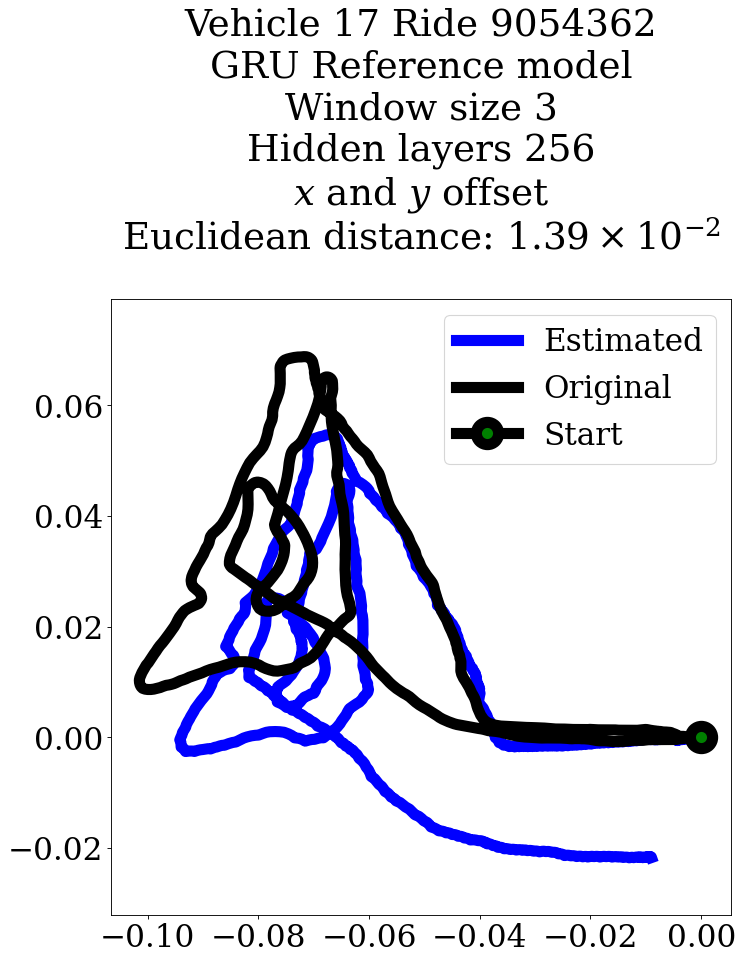 Vehicle 17 Ride 9054362
GRU Reference model
Window size 3
Hidden layers 256
x and y offset
Euclidean distance: 1.39 × 10⁻²
Estimated
Original
Start
0.06
0.04
0.02
0.00
−0.02
−0.10 −0.08 −0.06 −0.04 −0.02 0.00